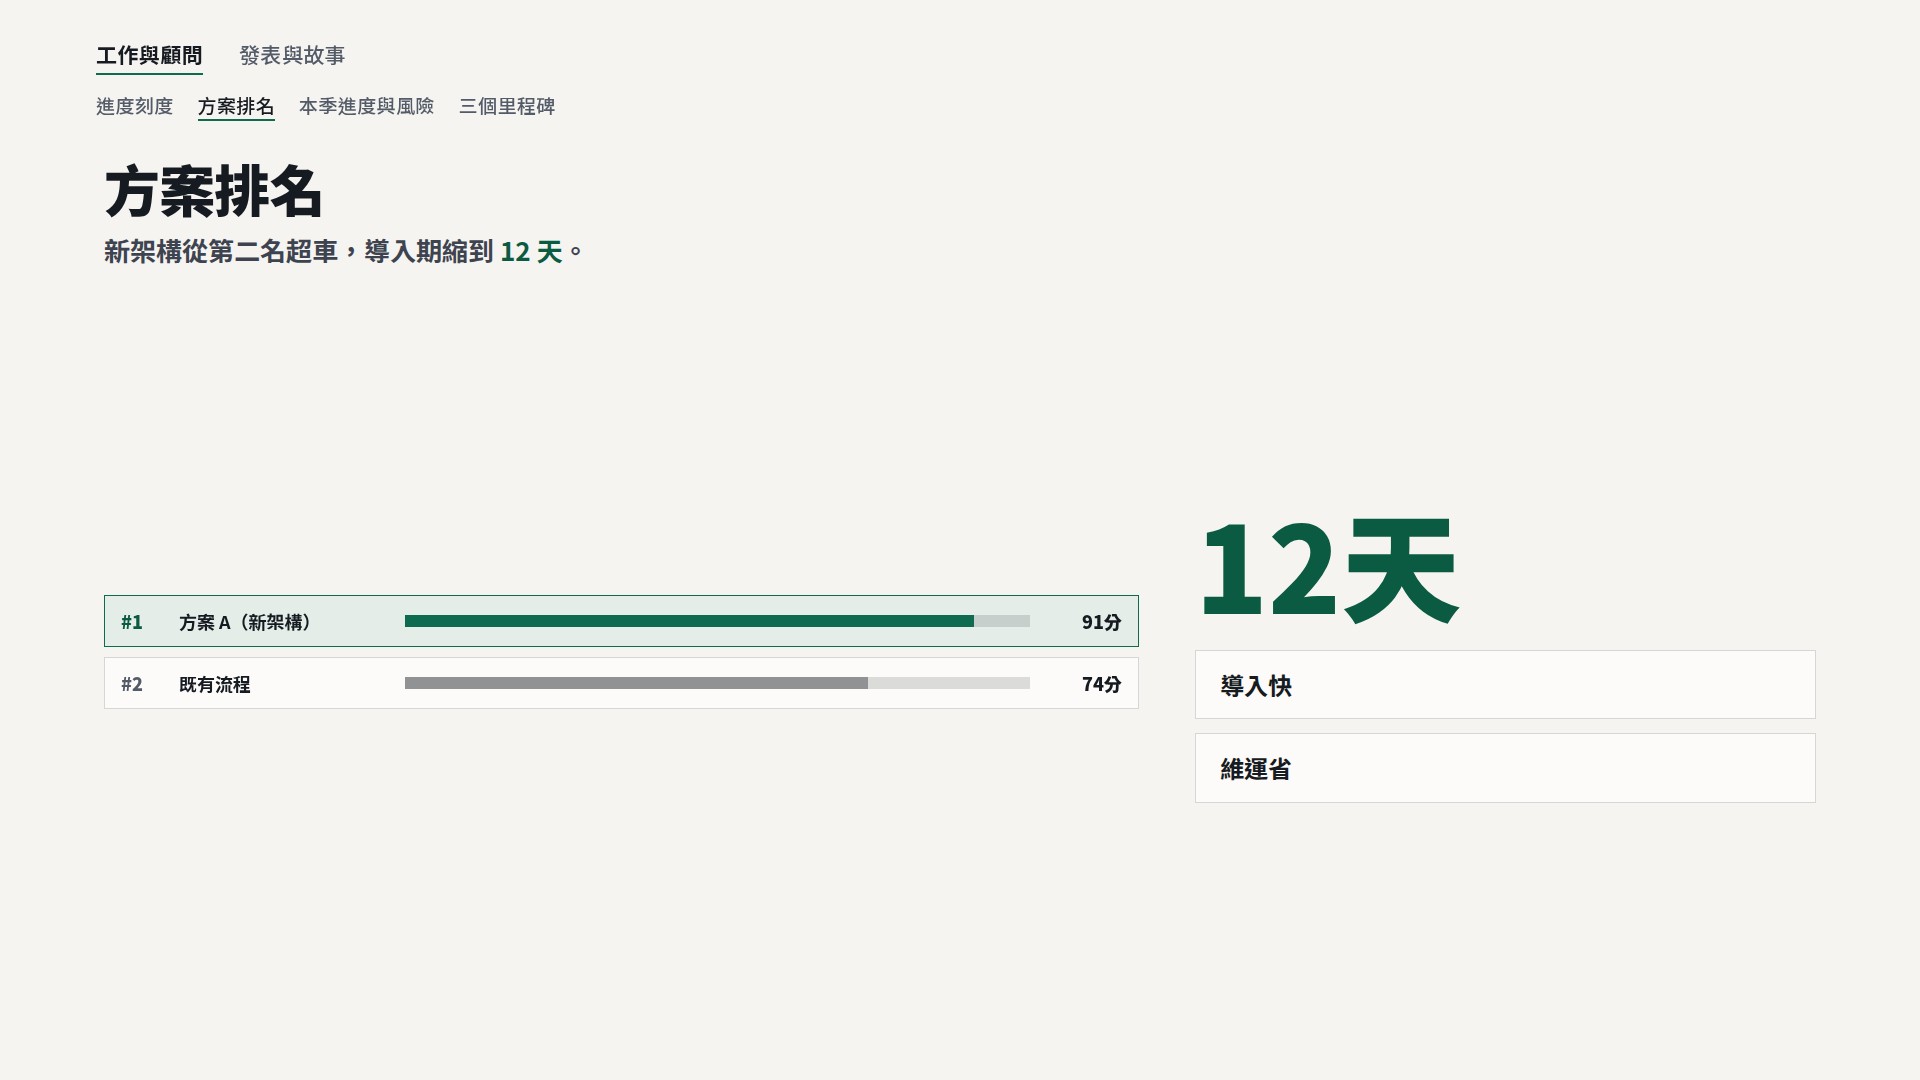 工作與顧問 發表與故事
進度刻度 方案排名 本季進度與風險 三個里程碑
方案排名
新架構從第二名超車，導入期縮到 12 天。
#1 方案 A（新架構） 91分
#2 既有流程 74分
12天
導入快
維運省